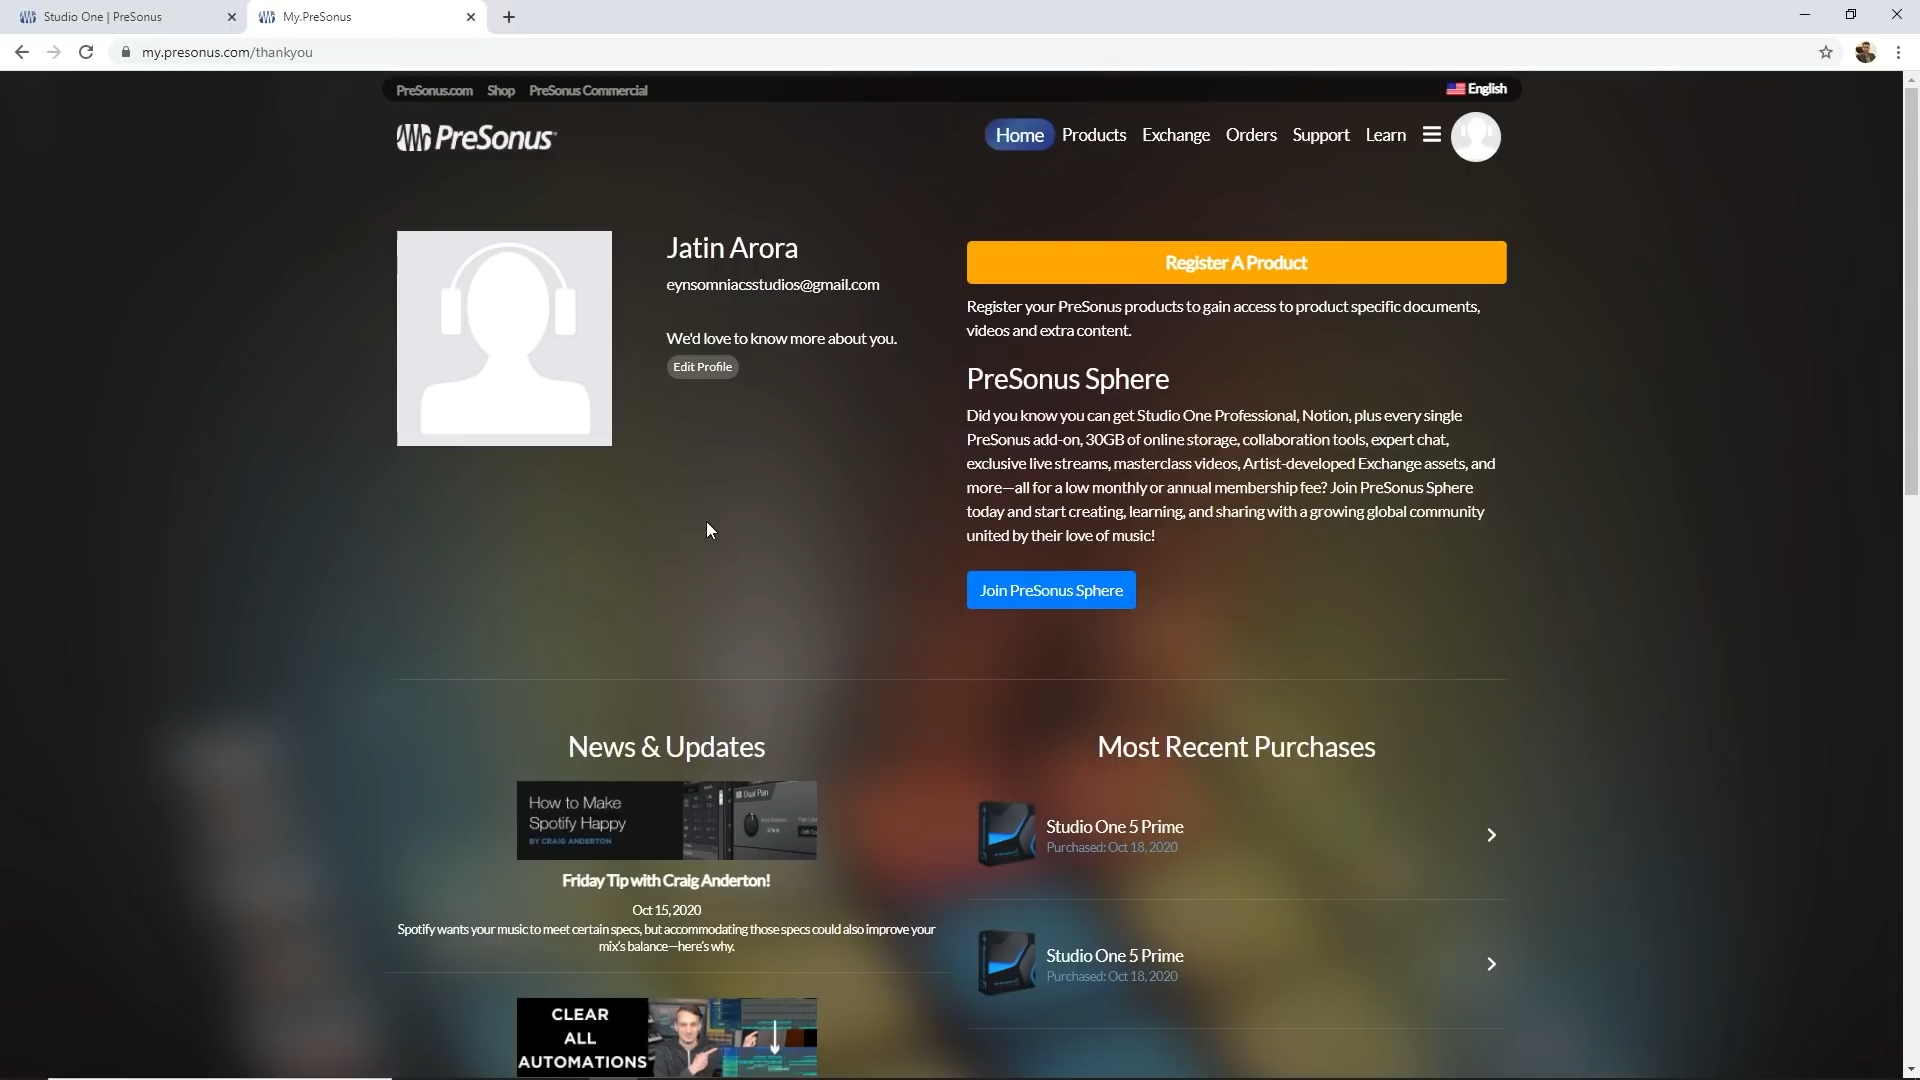 Studio One | PreSonus
My.PreSonus
my.presonus.com/thankyou
PreSonus.com Shop PreSonus Commercial
English
PreSonus
Home Products Exchange Orders Support Learn
Jatin Arora
eynsomniacsstudios@gmail.com
We'd love to know more about you.
Edit Profile
Register A Product
Register your PreSonus products to gain access to product specific documents,
videos and extra content.
PreSonus Sphere
Did you know you can get Studio One Professional, Notion, plus every single
PreSonus add-on, 30GB of online storage, collaboration tools, expert chat,
exclusive live streams, masterclass videos, Artist-developed Exchange assets, and
more—all for a low monthly or annual membership fee? Join PreSonus Sphere
today and start creating, learning, and sharing with a growing global community
united by their love of music!
Join PreSonus Sphere
News & Updates
How to Make
Spotify Happy
BY CRAIG ANDERTON
Dual Pan
Friday Tip with Craig Anderton!
Oct 15, 2020
Spotify wants your music to meet certain specs, but accommodating those specs could also improve your
mix's balance—here's why.
CLEAR
ALL
AUTOMATIONS
Most Recent Purchases
Studio One 5 Prime
Purchased: Oct 18, 2020
Studio One 5 Prime
Purchased: Oct 18, 2020